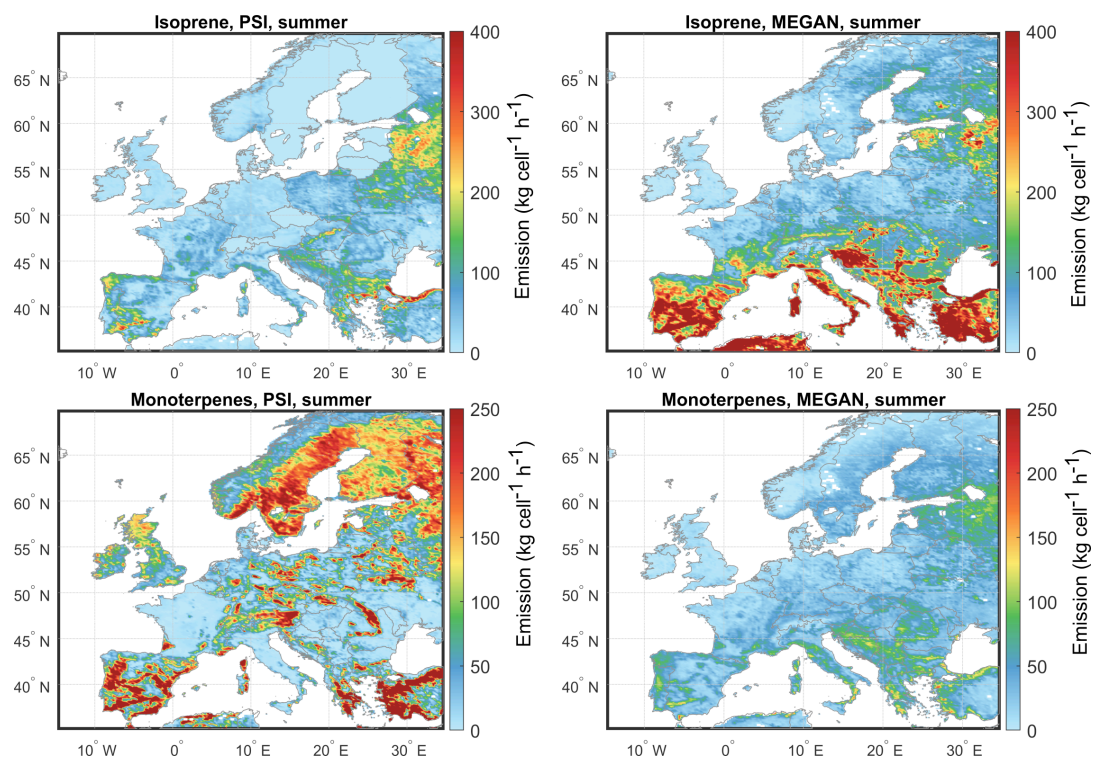 Isoprene, PSI, summer
65° N
60° N
55° N
50° N
45° N
40° N
10° W
0°
10° E
20° E
30° E
400
300
200
100
0
Emission (kg cell⁻¹ h⁻¹)
Isoprene, MEGAN, summer
65° N
60° N
55° N
50° N
45° N
40° N
10° W
0°
10° E
20° E
30° E
400
300
200
100
0
Emission (kg cell⁻¹ h⁻¹)
Monoterpenes, PSI, summer
65° N
60° N
55° N
50° N
45° N
40° N
10° W
0°
10° E
20° E
30° E
250
200
150
100
50
0
Emission (kg cell⁻¹ h⁻¹)
Monoterpenes, MEGAN, summer
65° N
60° N
55° N
50° N
45° N
40° N
10° W
0°
10° E
20° E
30° E
250
200
150
100
50
0
Emission (kg cell⁻¹ h⁻¹)